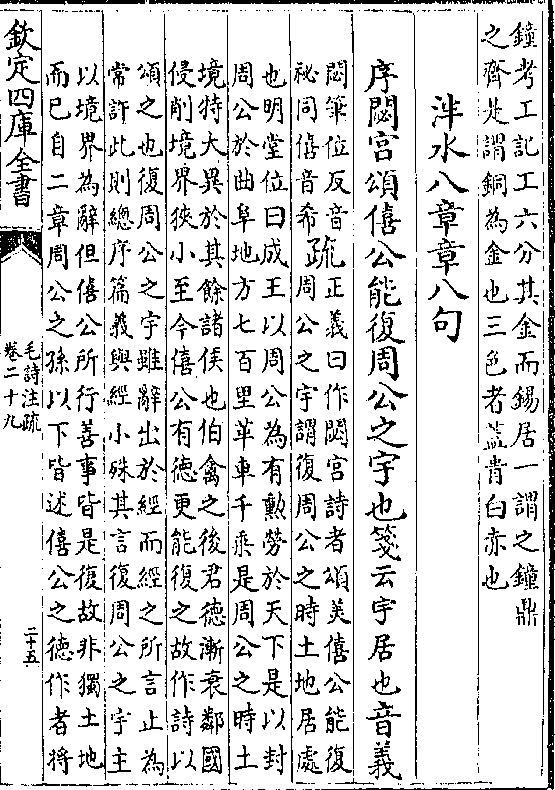 鐘考工記工六分其金而錫居一謂之鐘鼎
之齊是謂銅為金也三色者蓋青白赤也
泮水八章章八句
序閟宮頌僖公能復周公之宇也箋云宇居也音義
閟筆位反音
祕同僖音希
疏
正義曰作閟宮詩者頌美僖公能復
周公之宇謂復周公之時土地居處
也明堂位曰成王以周公為有勲勞於天下是以封
周公於曲阜地方七百里革車千乘是周公之時土
境特大異於其餘諸侯也伯禽之後君德漸衰鄰國
侵削境界狹小至今僖公有德更能復之故作詩以
頌之也復周公之宇雖辭出於經而經之所言止為
常許此則總序篇義與經小殊其言復周公之宇主
以境界為辭但僖公所行善事皆是復故非獨土地
而已自二章周公之孫以下皆述僖公之德作者將
欽定四庫全書
毛詩注疏
卷二十九
二十五